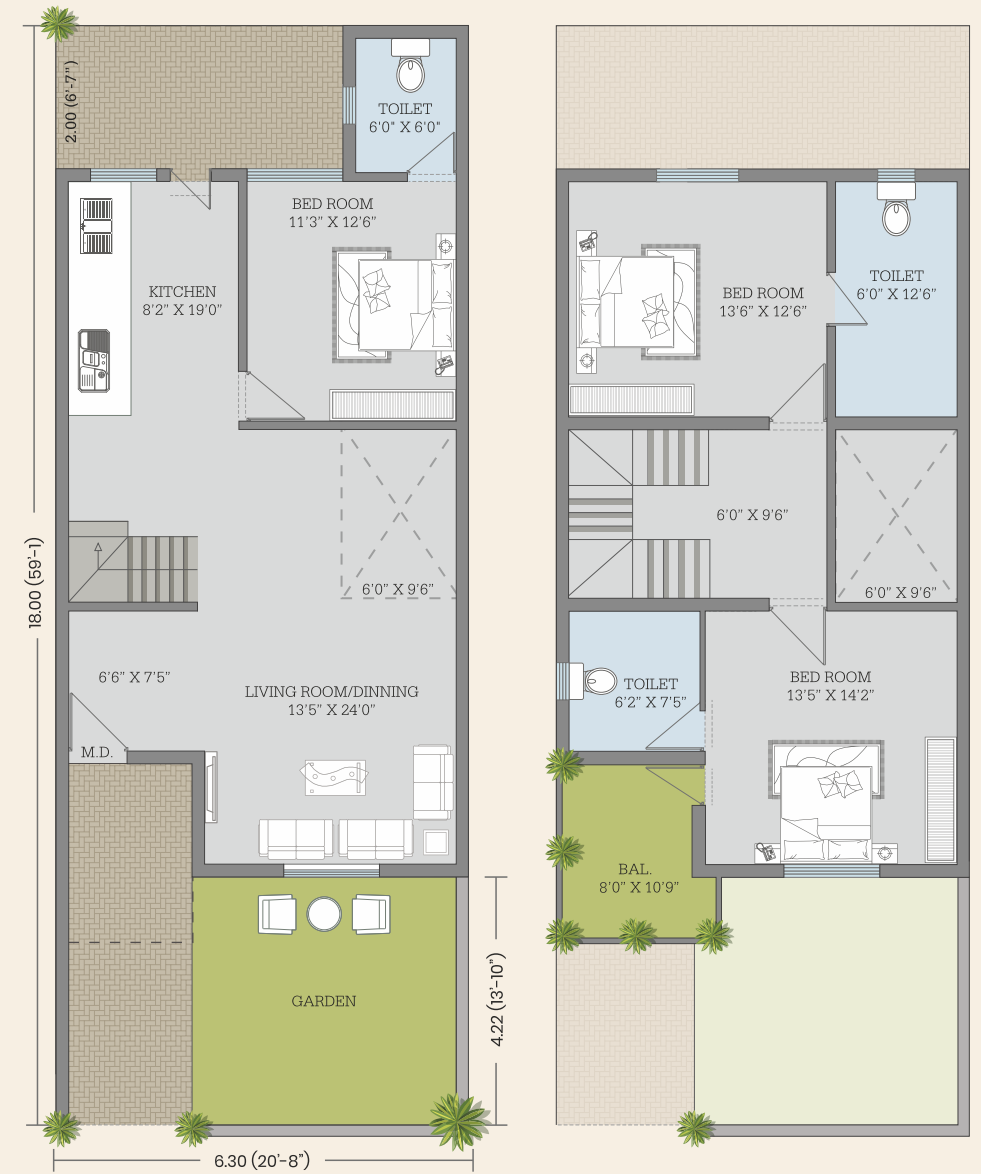 2.00 (6'-7")
TOILET
6'0" X 6'0"
BED ROOM
11'3" X 12'6"
KITCHEN
8'2" X 19'0"
18.00 (59'-1)
6'0" X 9'6"
6'6" X 7'5"
LIVING ROOM/DINNING
13'5" X 24'0"
M.D.
GARDEN
4.22 (13'-10")
6.30 (20'-8")
BED ROOM
13'6" X 12'6"
TOILET
6'0" X 12'6"
6'0" X 9'6"
6'0" X 9'6"
TOILET
6'2" X 7'5"
BED ROOM
13'5" X 14'2"
BAL.
8'0" X 10'9"